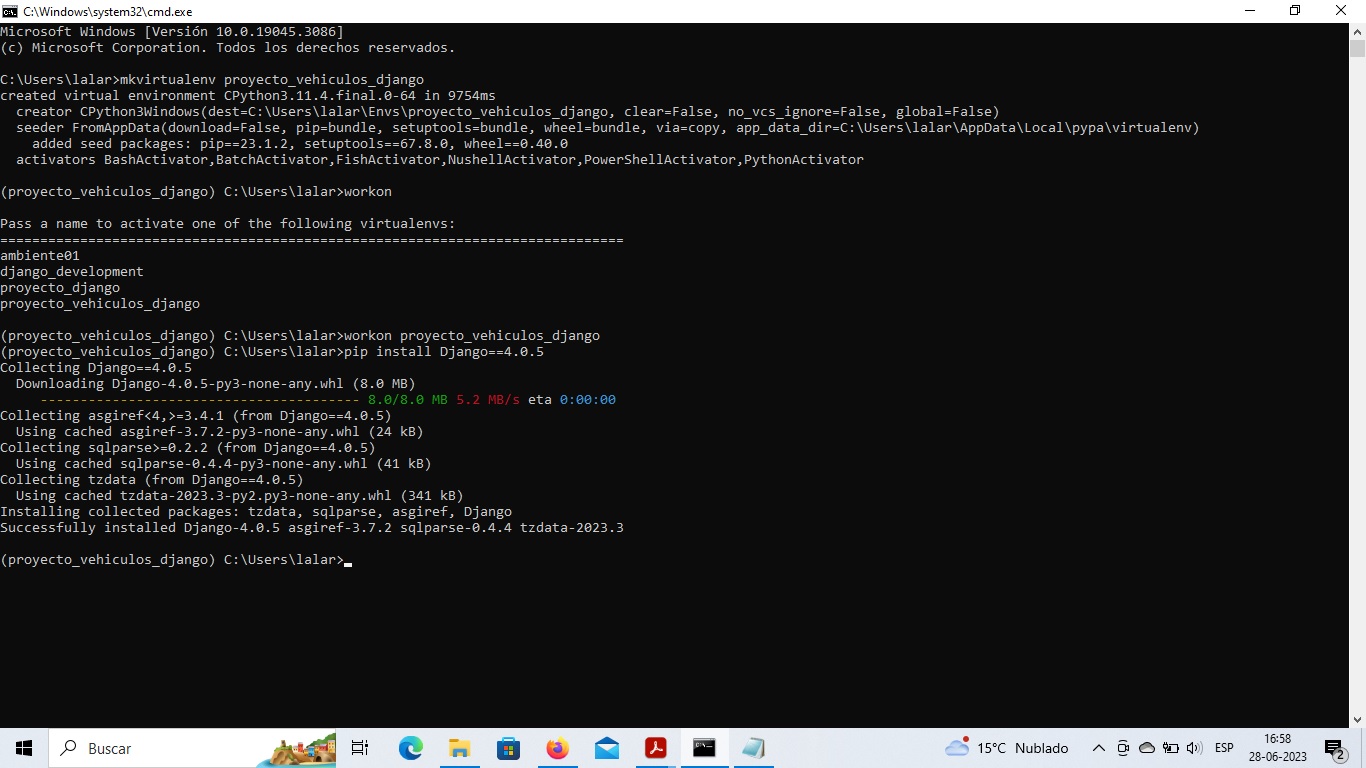 C:\Windows\system32\cmd.exe
Microsoft Windows [Versión 10.0.19045.3086]
(c) Microsoft Corporation. Todos los derechos reservados.
C:\Users\lalar>mkvirtualenv proyecto_vehiculos_django
created virtual environment CPython3.11.4.final.0-64 in 9754ms
  creator CPython3Windows(dest=C:\Users\lalar\Envs\proyecto_vehiculos_django, clear=False, no_vcs_ignore=False, global=False)
  seeder FromAppData(download=False, pip=bundle, setuptools=bundle, wheel=bundle, via=copy, app_data_dir=C:\Users\lalar\AppData\Local\pypa\virtualenv)
    added seed packages: pip==23.1.2, setuptools==67.8.0, wheel==0.40.0
  activators BashActivator,BatchActivator,FishActivator,NushellActivator,PowerShellActivator,PythonActivator
(proyecto_vehiculos_django) C:\Users\lalar>workon
Pass a name to activate one of the following virtualenvs:
==============================================================================
ambiente01
django_development
proyecto_django
proyecto_vehiculos_django
(proyecto_vehiculos_django) C:\Users\lalar>workon proyecto_vehiculos_django
(proyecto_vehiculos_django) C:\Users\lalar>pip install Django==4.0.5
Collecting Django==4.0.5
  Downloading Django-4.0.5-py3-none-any.whl (8.0 MB)
     ---------------------------------------- 8.0/8.0 MB 5.2 MB/s eta 0:00:00
Collecting asgiref<4,>=3.4.1 (from Django==4.0.5)
  Using cached asgiref-3.7.2-py3-none-any.whl (24 kB)
Collecting sqlparse>=0.2.2 (from Django==4.0.5)
  Using cached sqlparse-0.4.4-py3-none-any.whl (41 kB)
Collecting tzdata (from Django==4.0.5)
  Using cached tzdata-2023.3-py2.py3-none-any.whl (341 kB)
Installing collected packages: tzdata, sqlparse, asgiref, Django
Successfully installed Django-4.0.5 asgiref-3.7.2 sqlparse-0.4.4 tzdata-2023.3
(proyecto_vehiculos_django) C:\Users\lalar>
Buscar
15°C Nublado
ESP
16:58
28-06-2023
2